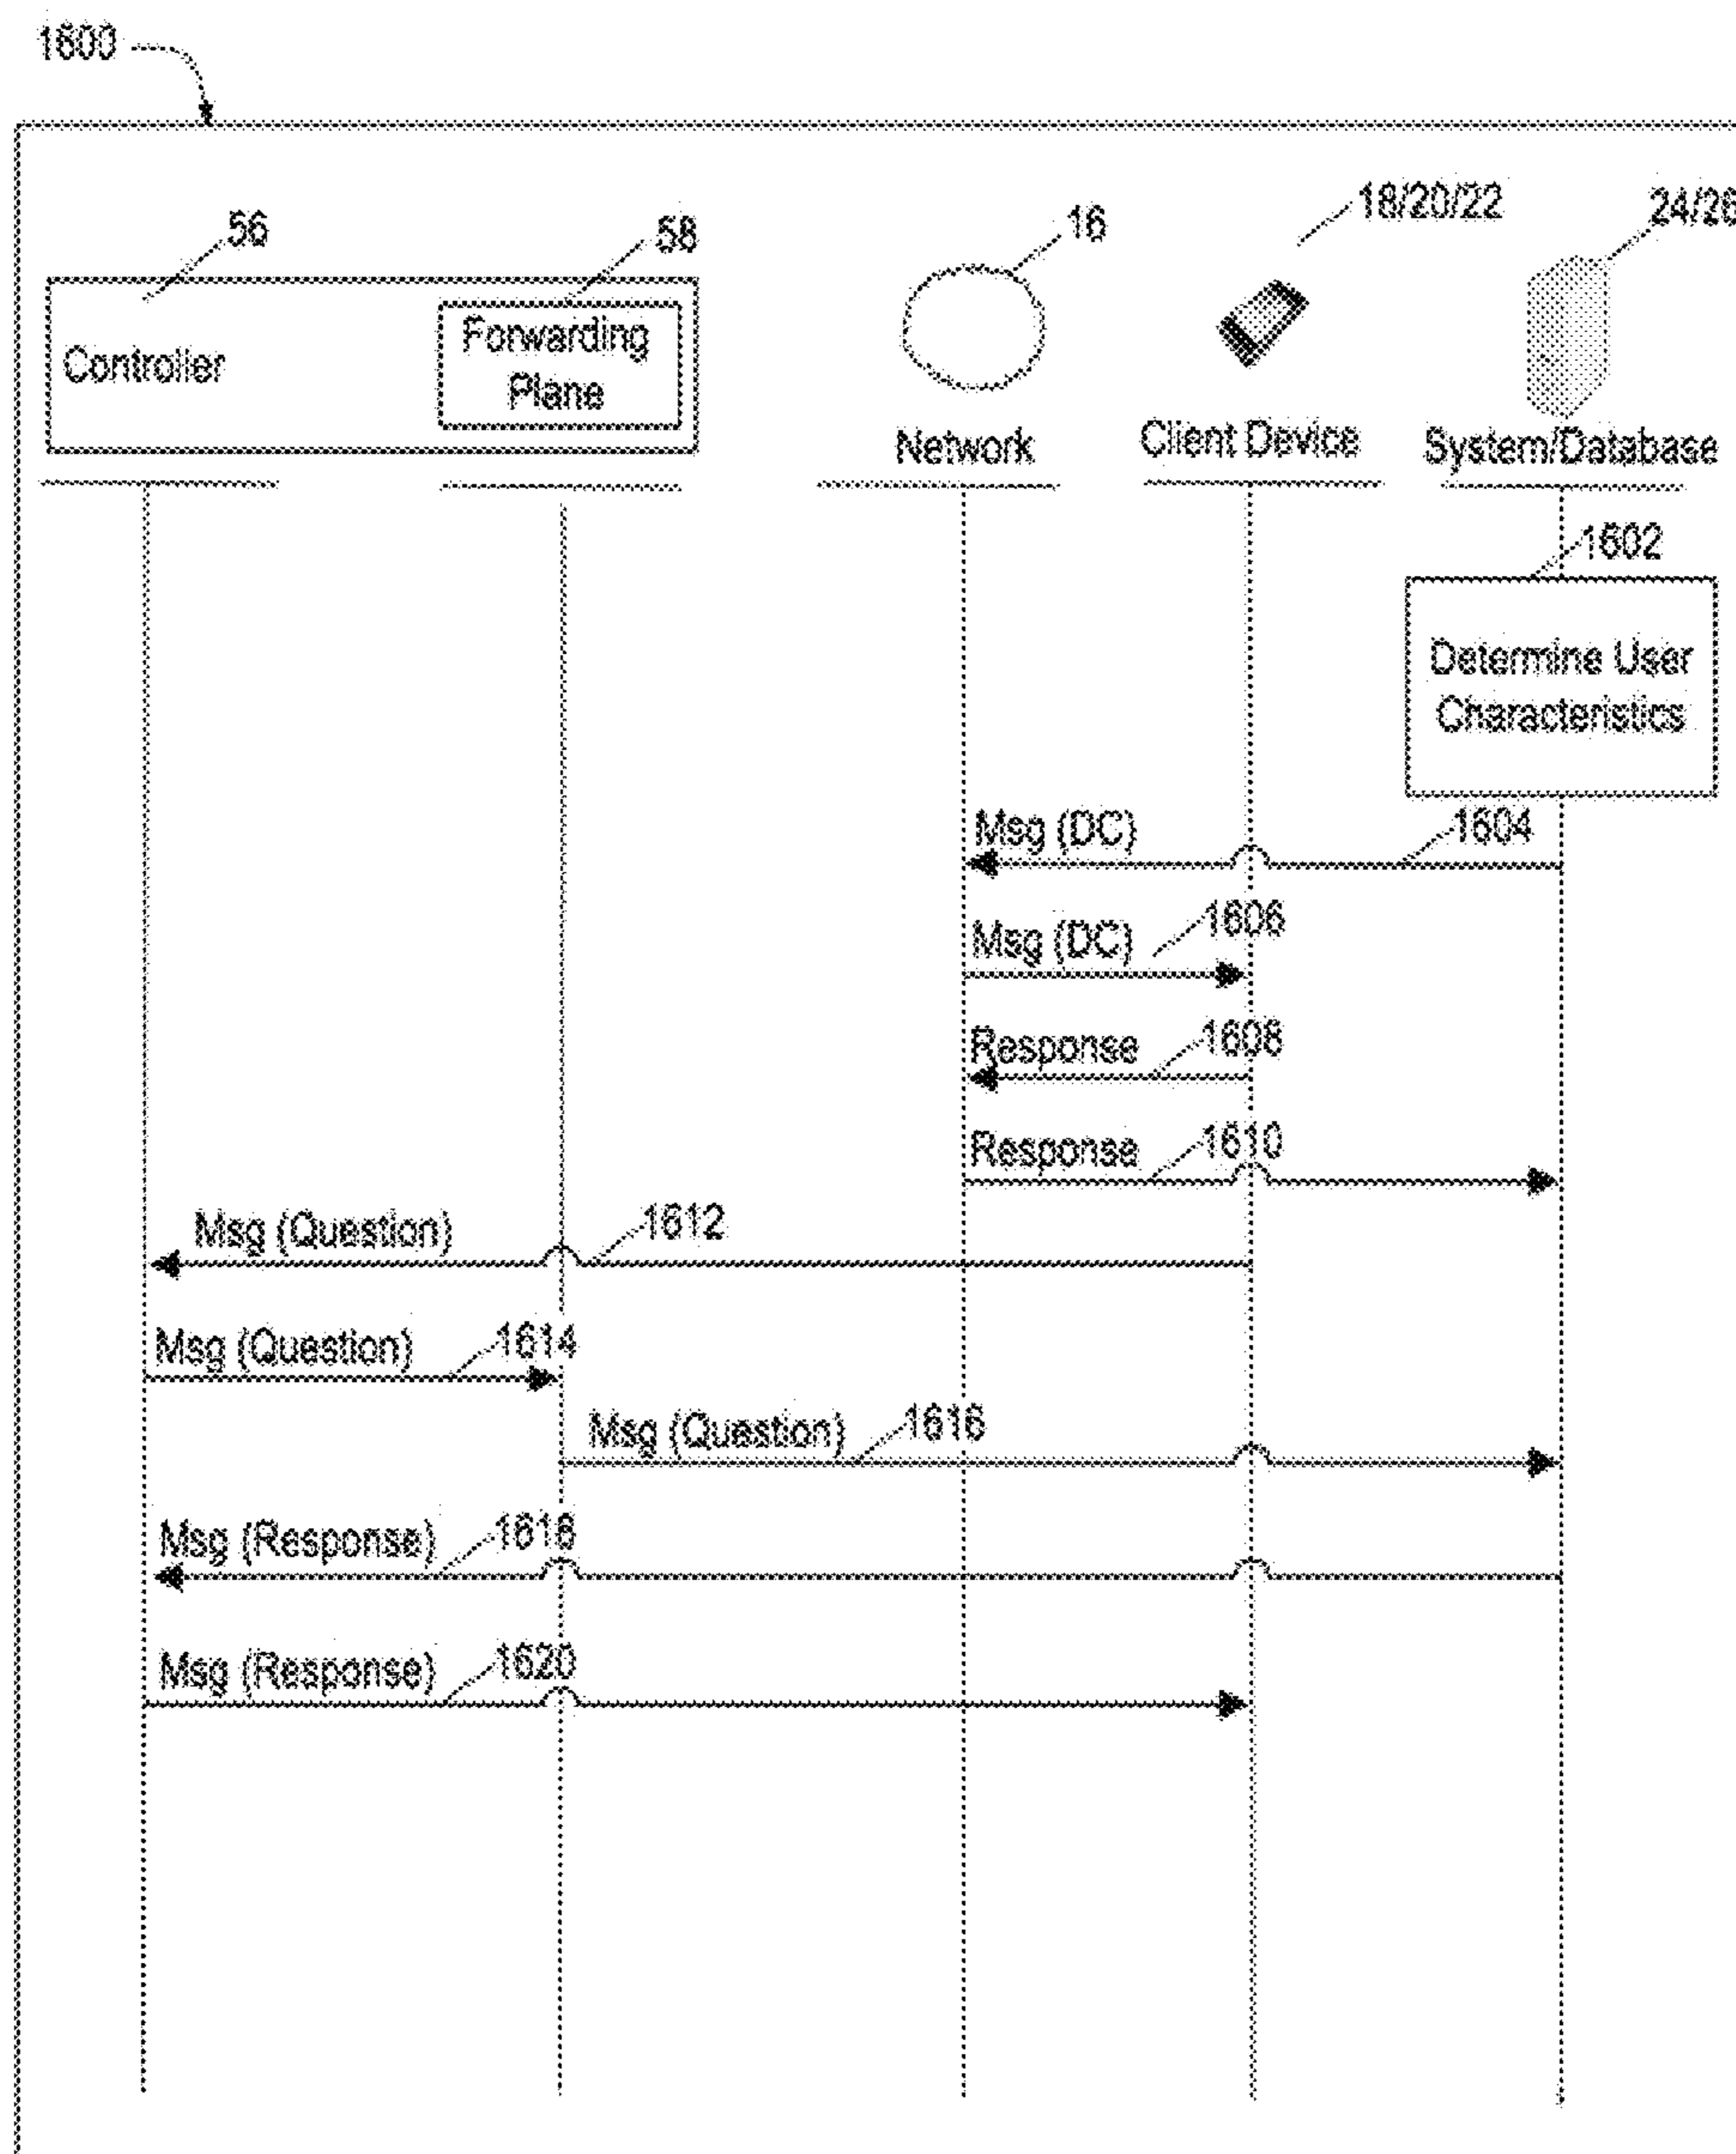 1600
56
58
16
18/20/22
24/26
Controller
Forwarding
Plane
Network
Client Device
System/Database
1602
Determine User
Characteristics
Msg (DC)
1604
Msg (DC)
1606
Response
1608
Response
1610
Msg (Question)
1612
Msg (Question)
1614
Msg (Question)
1616
Msg (Response)
1618
Msg (Response)
1620